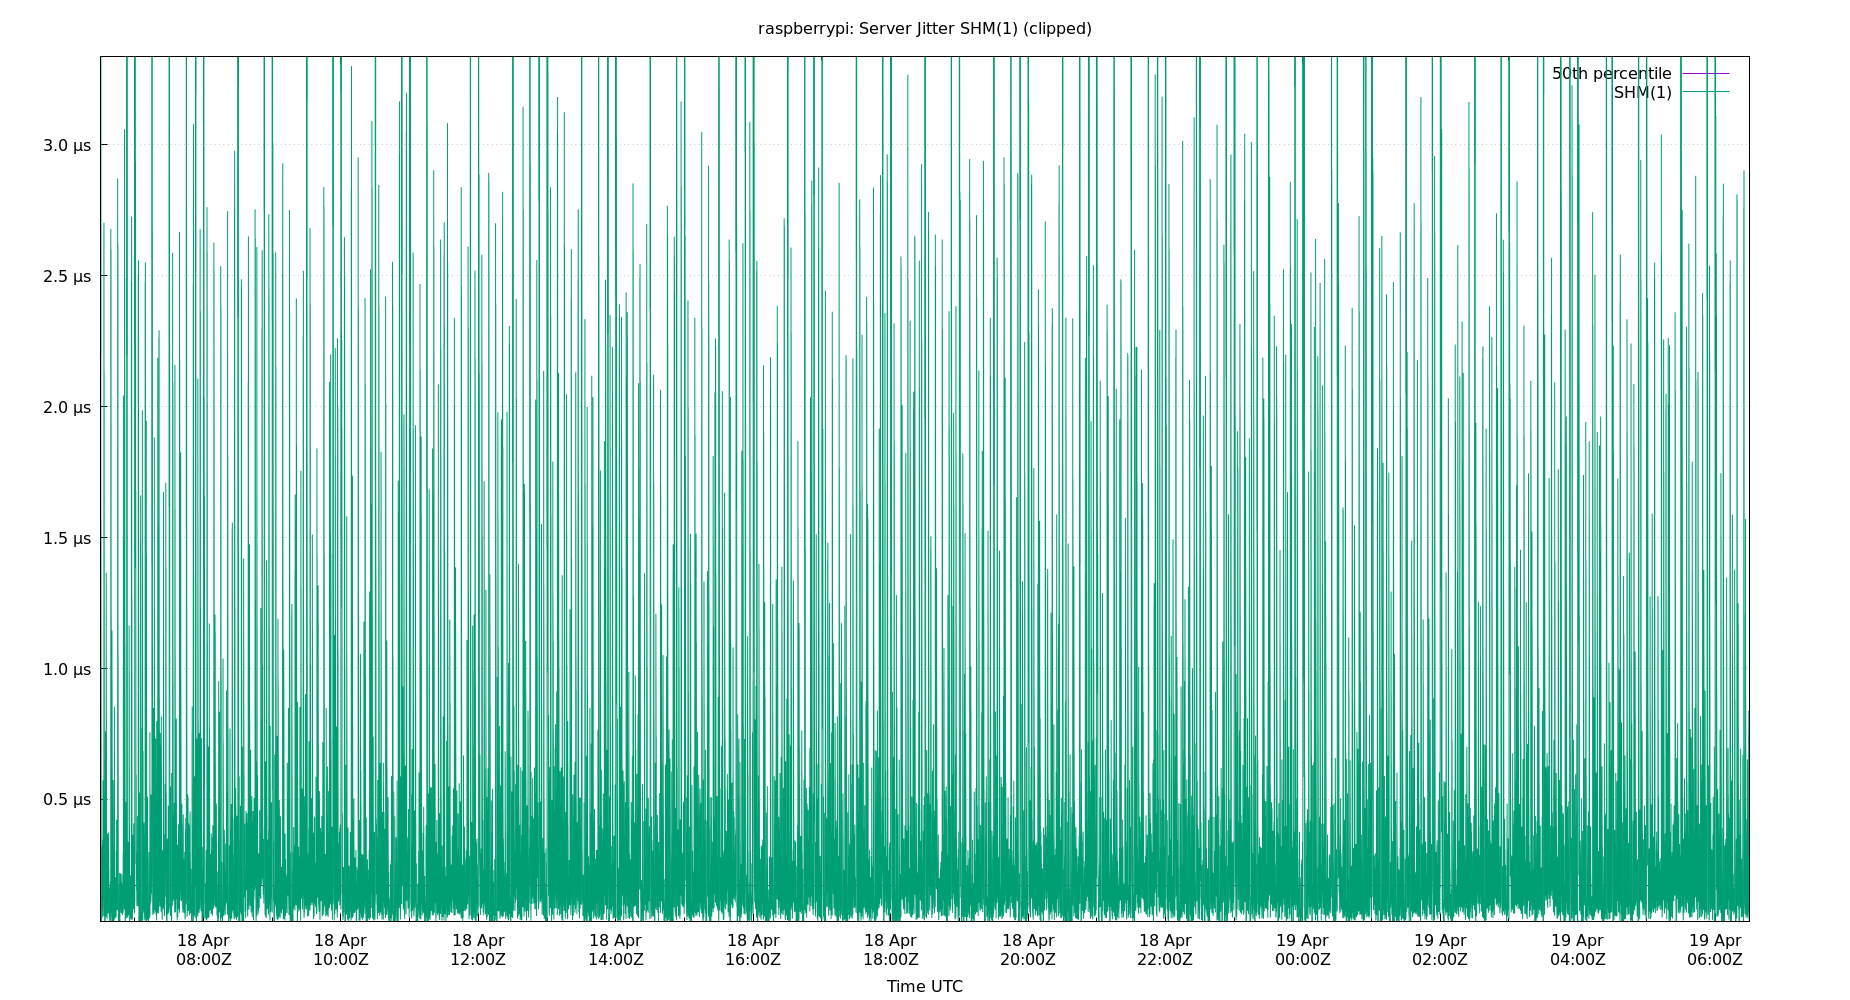 raspberrypi: Server Jitter SHM(1) (clipped)
50th percentile
SHM(1)
3.0 µs
2.5 µs
2.0 µs
1.5 µs
1.0 µs
0.5 µs
18 Apr 18 Apr 18 Apr 18 Apr 18 Apr 18 Apr 18 Apr 18 Apr 19 Apr 19 Apr 19 Apr 19 Apr
08:00Z 10:00Z 12:00Z 14:00Z 16:00Z 18:00Z 20:00Z 22:00Z 00:00Z 02:00Z 04:00Z 06:00Z
Time UTC